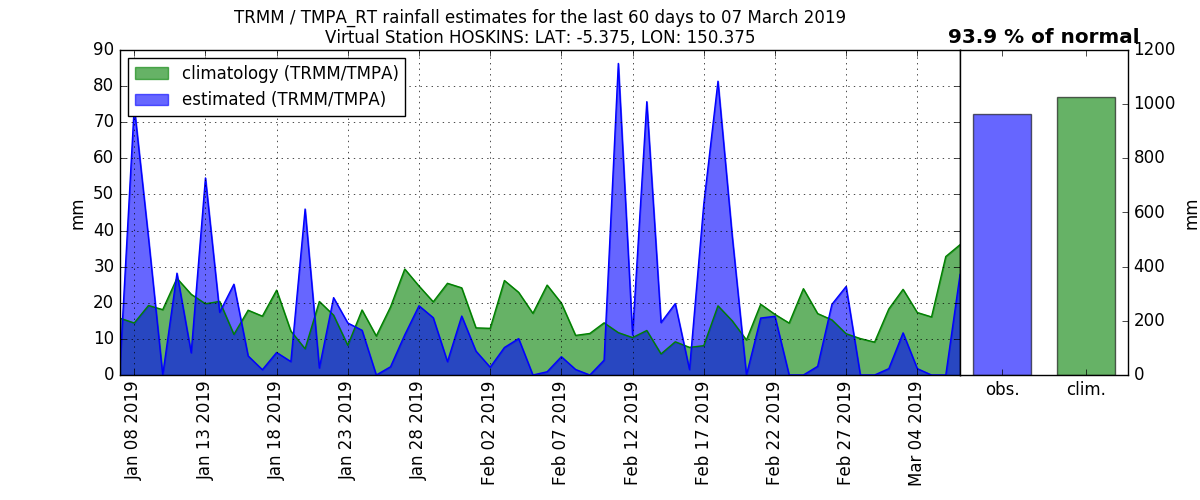 TRMM / TMPA_RT rainfall estimates for the last 60 days to 07 March 2019
Virtual Station HOSKINS: LAT: -5.375, LON: 150.375
93.9 % of normal
climatology (TRMM/TMPA)
estimated (TRMM/TMPA)
mm
90
80
70
60
50
40
30
20
10
0
Jan 08 2019
Jan 13 2019
Jan 18 2019
Jan 23 2019
Jan 28 2019
Feb 02 2019
Feb 07 2019
Feb 12 2019
Feb 17 2019
Feb 22 2019
Feb 27 2019
Mar 04 2019
obs.
clim.
1200
1000
800
600
400
200
0
mm